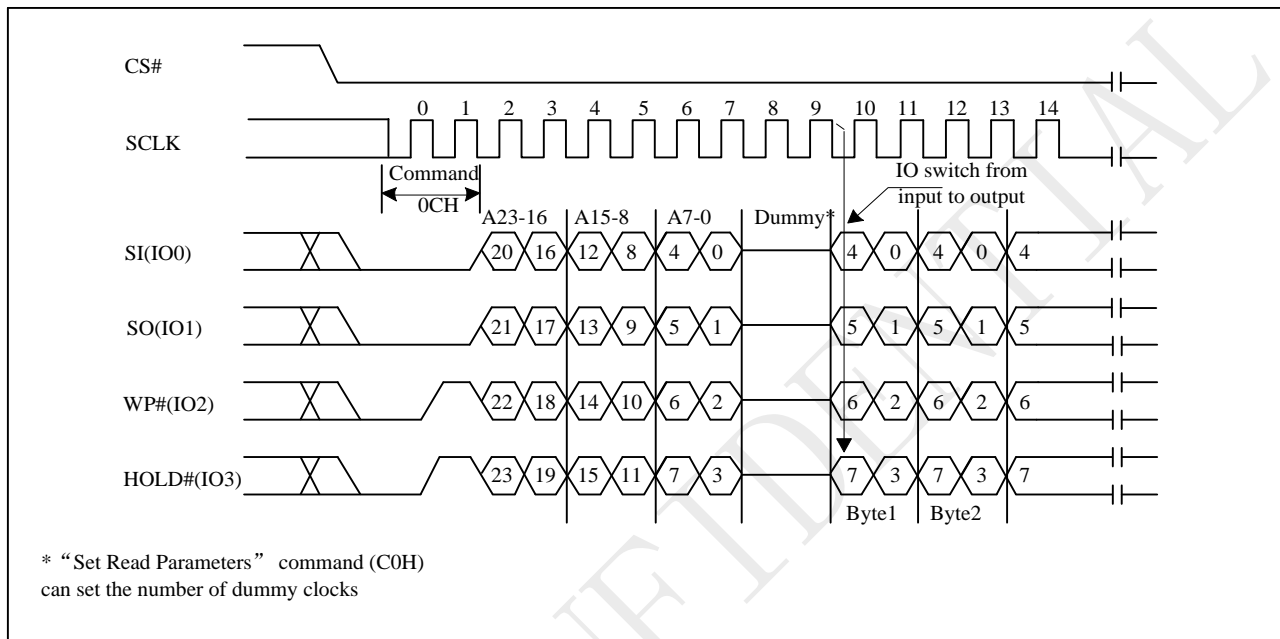 CS#
0 1 2 3 4 5 6 7 8 9 10 11 12 13 14
SCLK
Command
0CH
IO switch from
input to output
A23-16 A15-8 A7-0 Dummy*
SI(IO0) 20 16 12 8 4 0 4 0 4 0 4
SO(IO1) 21 17 13 9 5 1 5 1 5 1 5
WP#(IO2) 22 18 14 10 6 2 6 2 6 2 6
HOLD#(IO3) 23 19 15 11 7 3 7 3 7 3 7
Byte1 Byte2
* “Set Read Parameters” command (C0H)
can set the number of dummy clocks
NFIDENTIAL